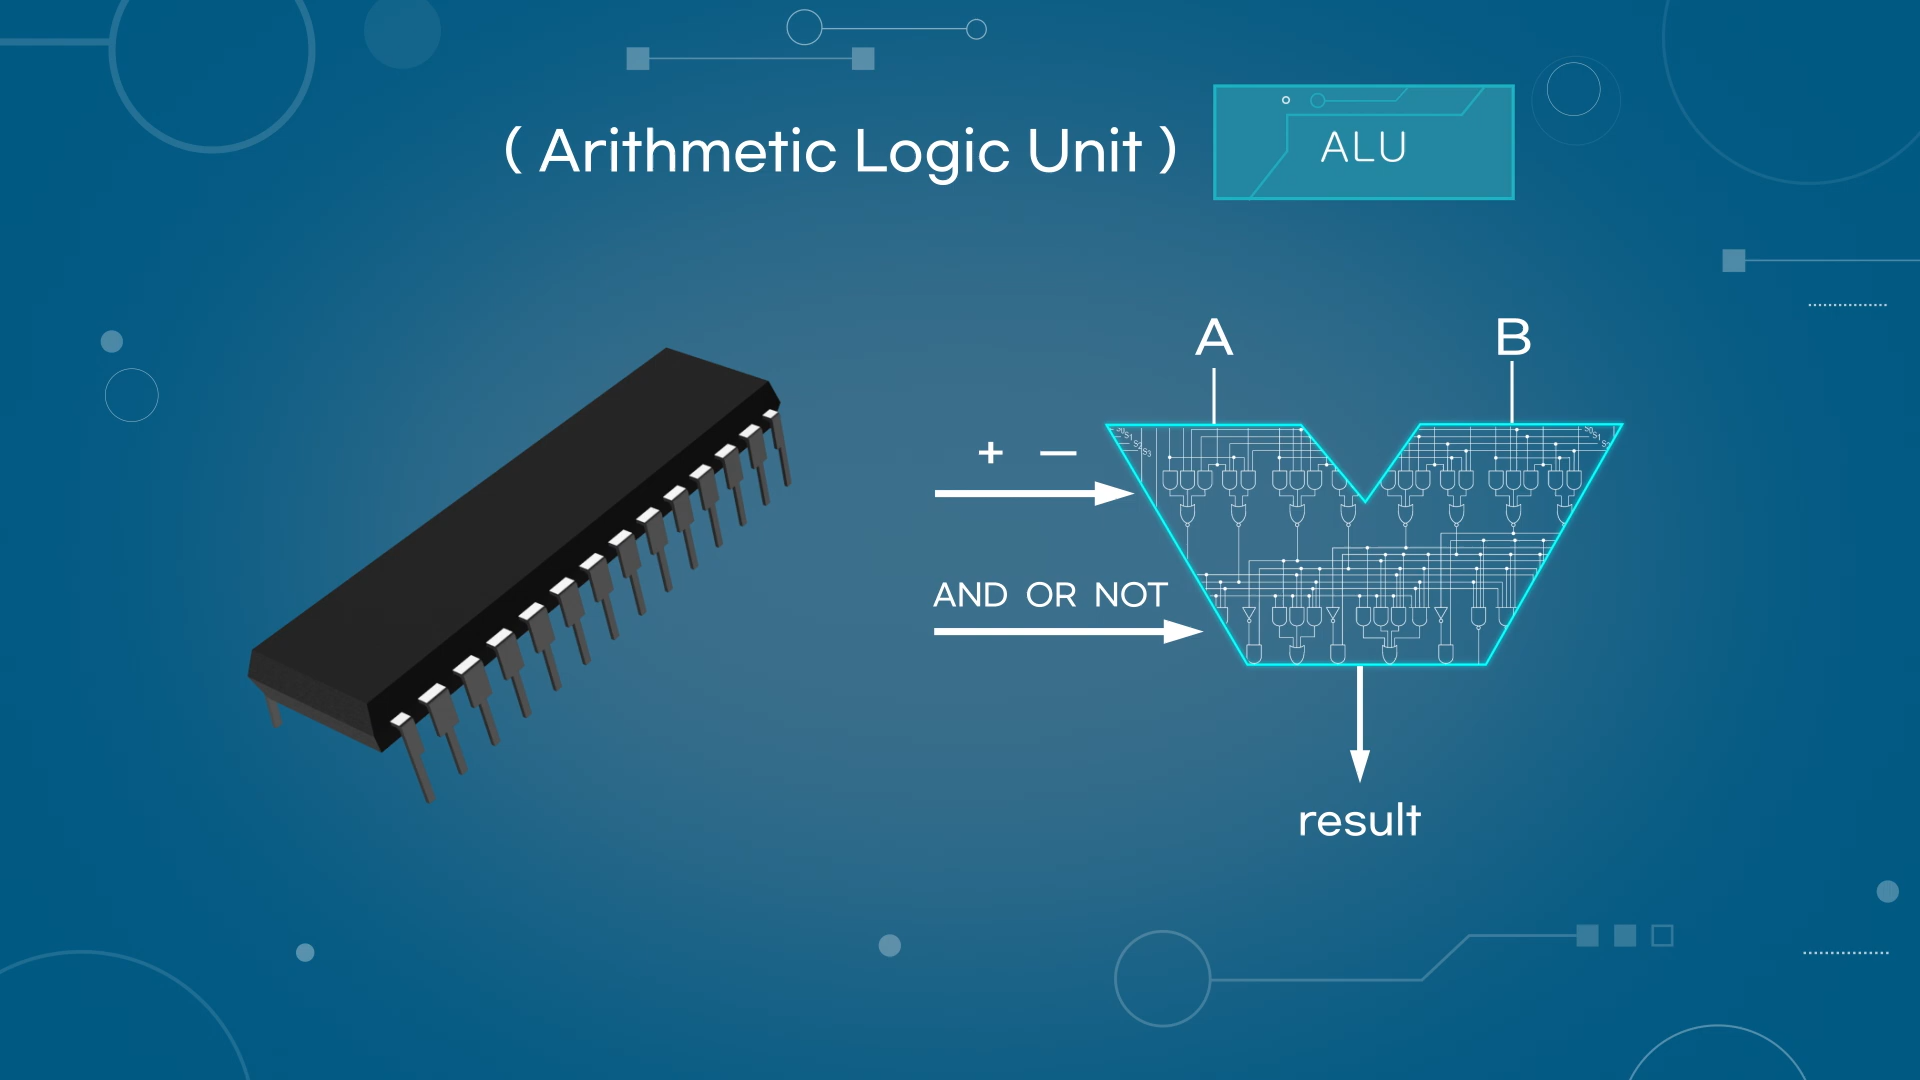 ( Arithmetic Logic Unit ) ALU
A B
+ —
AND OR NOT
result